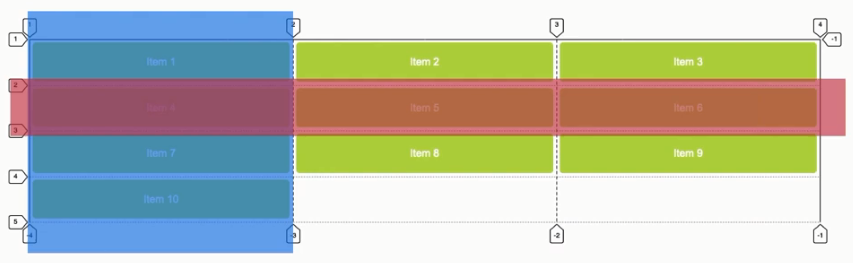 1 2 3 4
1 -1
Item 1 Item 2 Item 3
2
Item 4 Item 5 Item 6
3
Item 7 Item 8 Item 9
4
Item 10
5
-4 -3 -2 -1